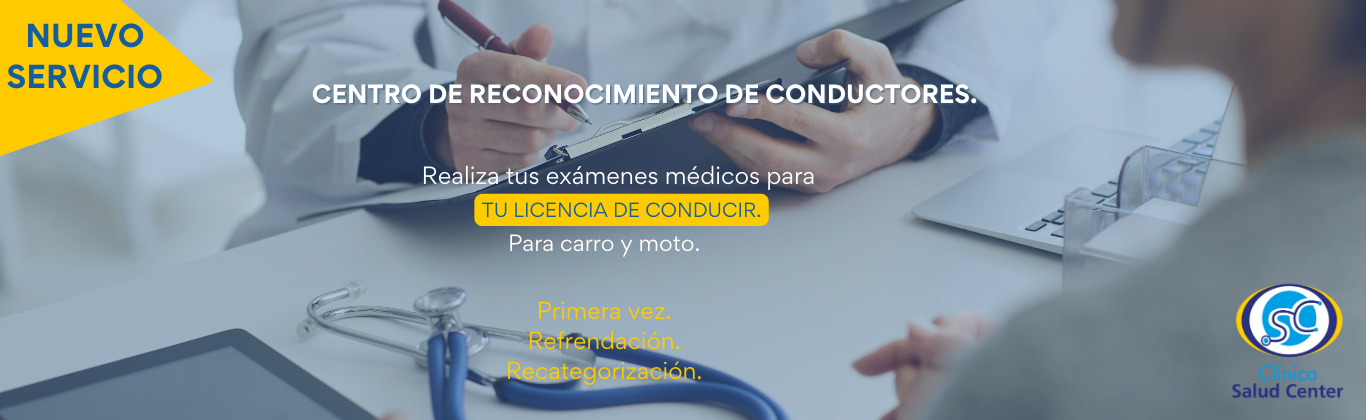 NUEVO
SERVICIO
CENTRO DE RECONOCIMIENTO DE CONDUCTORES.
Realiza tus exámenes médicos para
TU LICENCIA DE CONDUCIR.
Para carro y moto.
Primera vez.
Refrendación.
Recategorización.
SC
Clínica
Salud Center